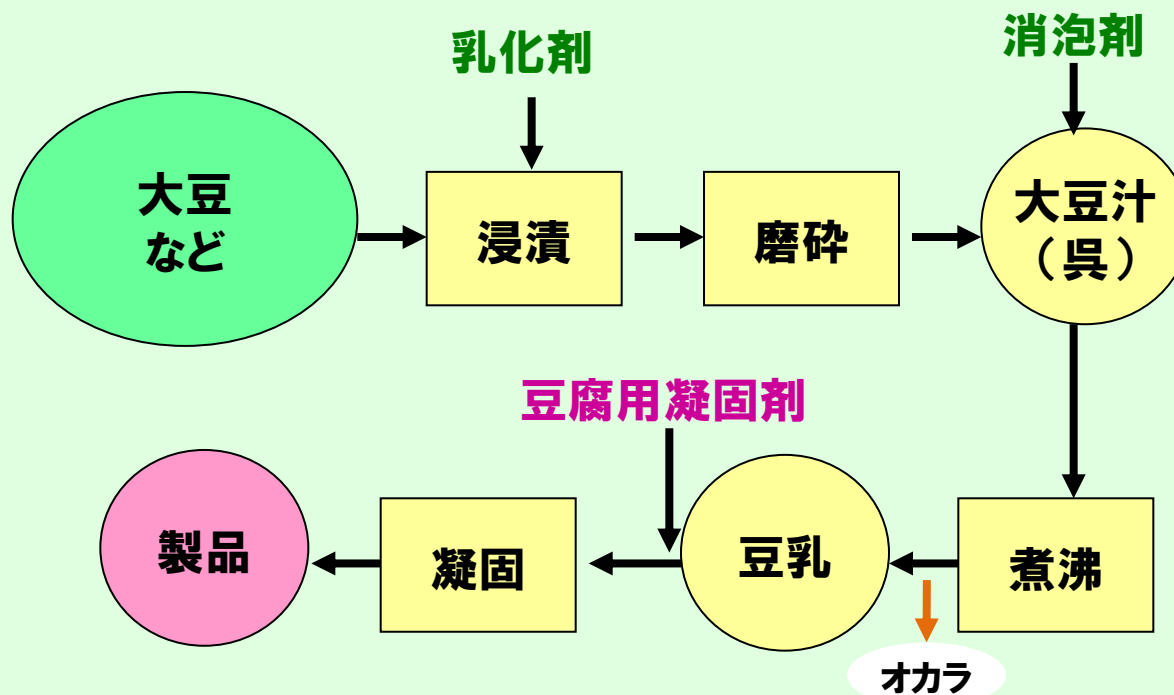 乳化剤
消泡剤
大豆
など
浸漬
磨砕
大豆汁
（呉）
豆腐用凝固剤
製品
凝固
豆乳
煮沸
オカラ